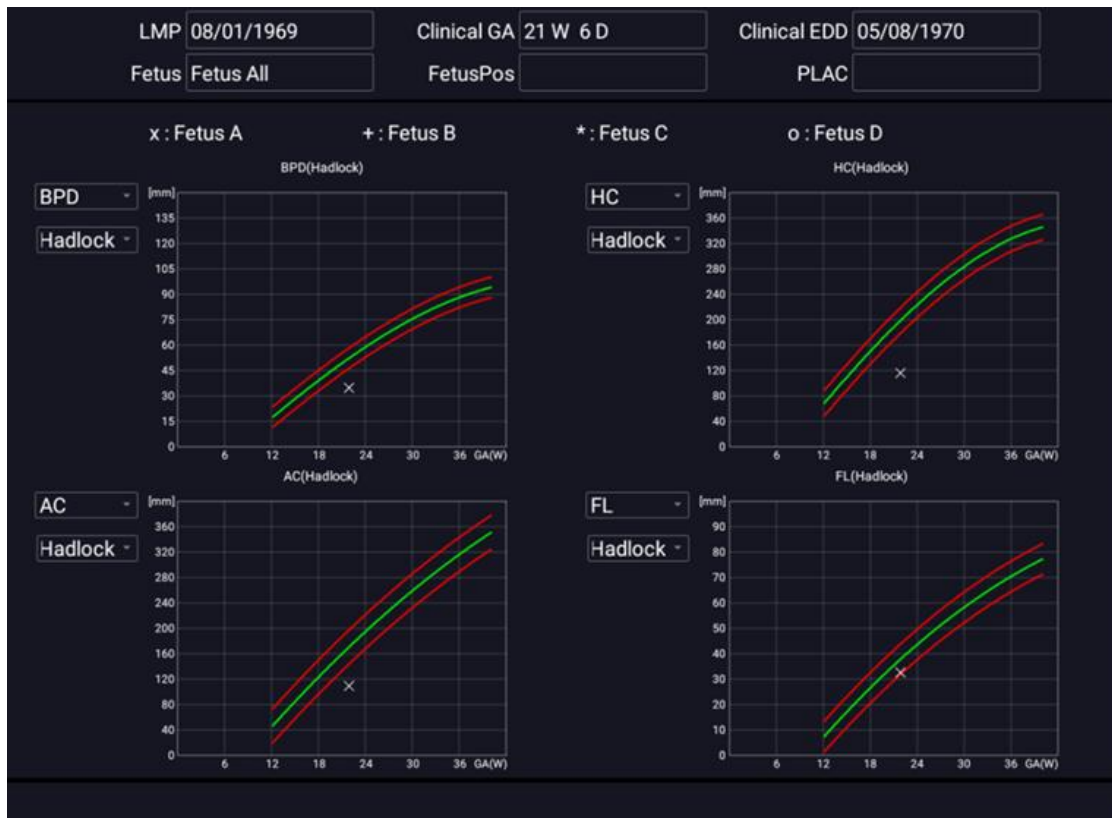 LMP 08/01/1969 Clinical GA 21 W 6 D Clinical EDD 05/08/1970
Fetus Fetus All FetusPos PLAC
x : Fetus A + : Fetus B * : Fetus C o : Fetus D
BPD(Hadlock)
BPD
Hadlock
[mm]
135
120
105
90
75
60
45
30
15
0
6 12 18 24 30 36 GA(W)
HC(Hadlock)
HC
Hadlock
[mm]
360
320
280
240
200
160
120
80
40
0
6 12 18 24 30 36 GA(W)
AC(Hadlock)
AC
Hadlock
[mm]
360
320
280
240
200
160
120
80
40
0
6 12 18 24 30 36 GA(W)
FL(Hadlock)
FL
Hadlock
[mm]
90
80
70
60
50
40
30
20
10
0
6 12 18 24 30 36 GA(W)